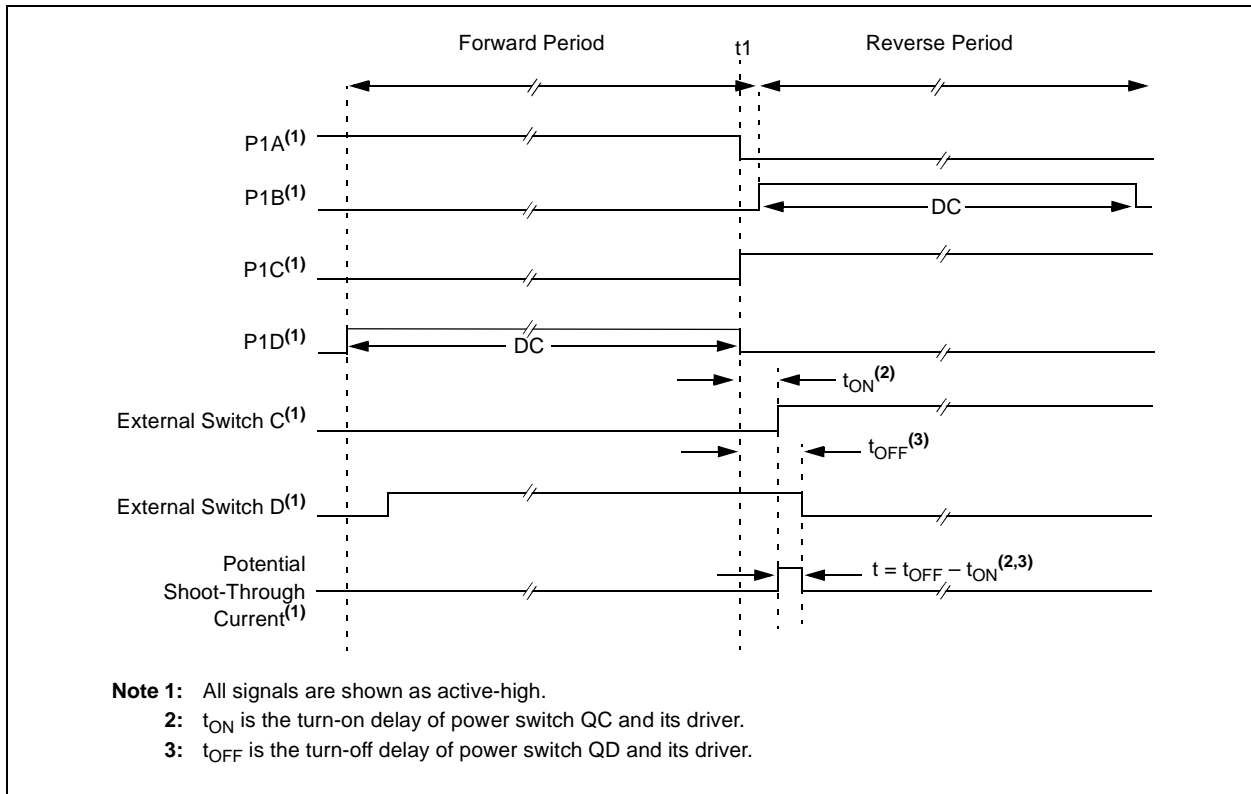 Forward Period
t1
Reverse Period
P1A(1)
P1B(1)
DC
P1C(1)
P1D(1)
DC
tON(2)
External Switch C(1)
tOFF(3)
External Switch D(1)
Potential
Shoot-Through
Current(1)
t = tOFF – tON(2,3)
Note 1: All signals are shown as active-high.
2: tON is the turn-on delay of power switch QC and its driver.
3: tOFF is the turn-off delay of power switch QD and its driver.